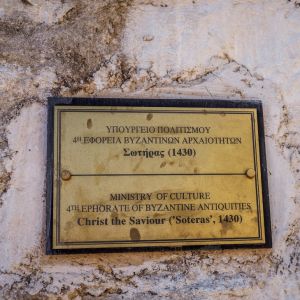 ΥΠΟΥΡΓΕΙΟ ΠΟΛΙΤΙΣΜΟΥ
4Η ΕΦΟΡΕΙΑ ΒΥΖΑΝΤΙΝΩΝ ΑΡΧΑΙΟΤΗΤΩΝ
Σωτήρας (1430)
MINISTRY OF CULTURE
4TH EPHORATE OF BYZANTINE ANTIQUITIES
Christ the Saviour ('Soteras', 1430)